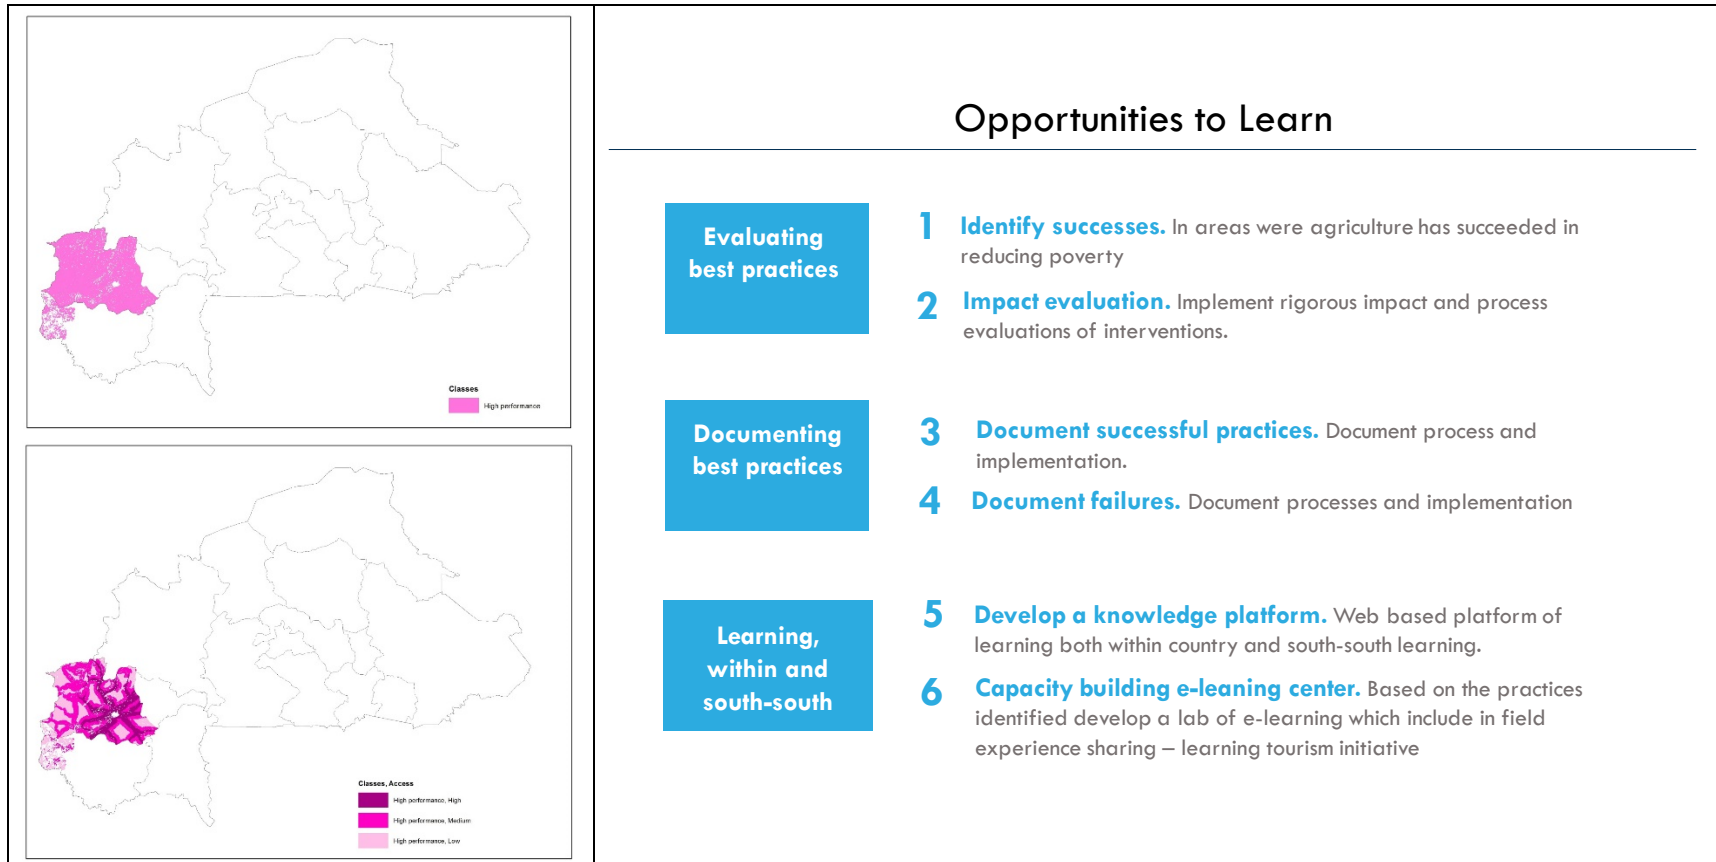 Classes
High performance
Classes, Access
High performance, High
High performance, Medium
High performance, Low
Opportunities to Learn
Evaluating
best practices
1 Identify successes. In areas were agriculture has succeeded in
reducing poverty
2 Impact evaluation. Implement rigorous impact and process
evaluations of interventions.
Documenting
best practices
3 Document successful practices. Document process and
implementation.
4 Document failures. Document processes and implementation
Learning,
within and
south-south
5 Develop a knowledge platform. Web based platform of
learning both within country and south-south learning.
6 Capacity building e-leaning center. Based on the practices
identified develop a lab of e-learning which include in field
experience sharing – learning tourism initiative